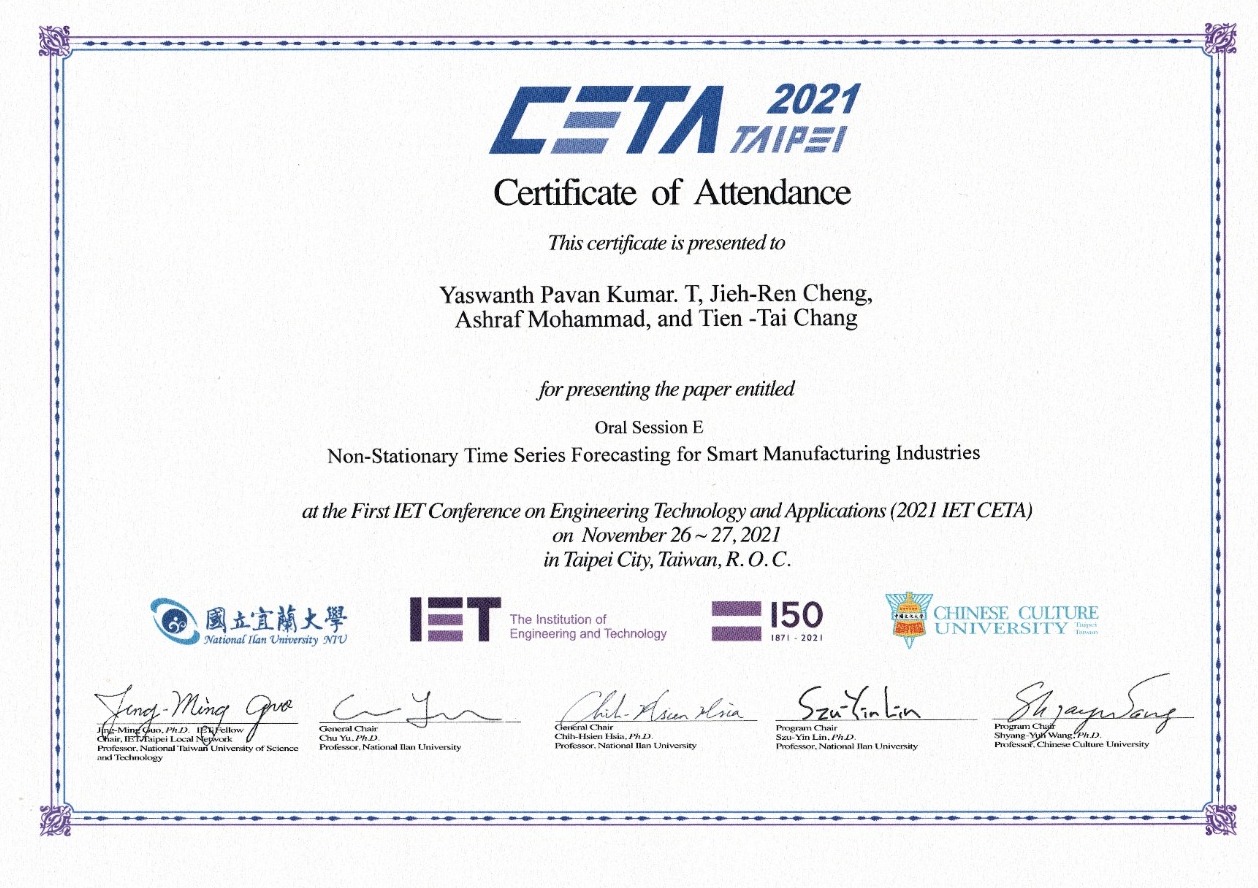 CETA 2021
TAIPEI
Certificate of Attendance
This certificate is presented to
Yaswanth Pavan Kumar. T, Jieh-Ren Cheng,
Ashraf Mohammad, and Tien -Tai Chang
for presenting the paper entitled
Oral Session E
Non-Stationary Time Series Forecasting for Smart Manufacturing Industries
at the First IET Conference on Engineering Technology and Applications (2021 IET CETA)
on November 26 ~ 27, 2021
in Taipei City, Taiwan, R. O. C.
國立宜蘭大學
National Ilan University NIU
IET
The Institution of
Engineering and Technology
150
1871 - 2021
CHINESE CULTURE
UNIVERSITY
Taipei
Taiwan
Jing-Ming Guo
Jing-Ming Guo, Ph.D. IET Fellow
Chair, IET Taipei Local Network
Professor, National Taiwan University of Science
and Technology
General Chair
Chu Yu, Ph.D.
Professor, National Ilan University
Chih-Hsien Hsia
General Chair
Chih-Hsien Hsia, Ph.D.
Professor, National Ilan University
Szu-Yin Lin
Program Chair
Szu-Yin Lin, Ph.D.
Professor, National Ilan University
Program Chair
Shyang-Yuh Wang, Ph.D.
Professor, Chinese Culture University